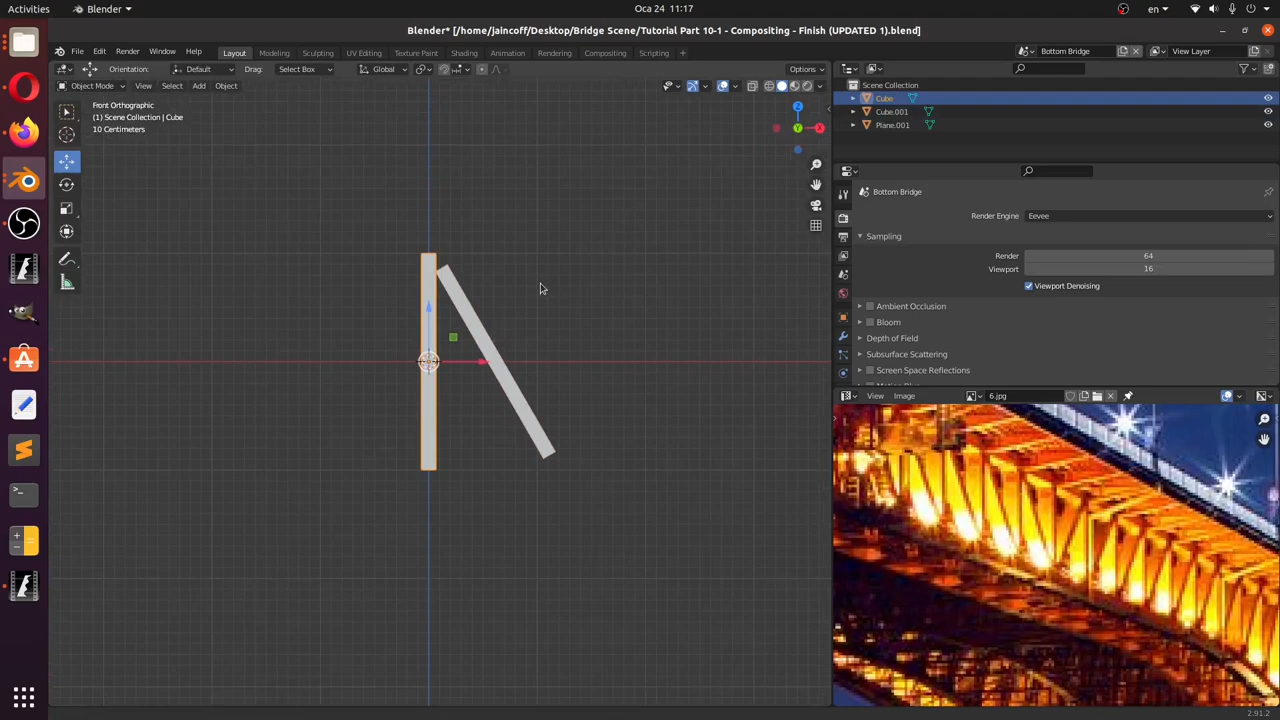 Activities
Blender
Oca 24 11:17
en
Blender* [/home/jaincoff/Desktop/Bridge Scene/Tutorial Part 10-1 - Compositing - Finish (UPDATED 1).blend]
File Edit Render Window Help
Layout Modeling Sculpting UV Editing Texture Paint Shading Animation Rendering Compositing Scripting +
Bottom Bridge
View Layer
Orientation: Default Drag: Select Box Global Options
Object Mode View Select Add Object
Front Orthographic
(1) Scene Collection | Cube
10 Centimeters
Z
Y
X
Scene Collection
Cube
Cube.001
Plane.001
Bottom Bridge
Render Engine Eevee
Sampling
Render 64
Viewport 16
Viewport Denoising
Ambient Occlusion
Bloom
Depth of Field
Subsurface Scattering
Screen Space Reflections
View Image 6.jpg
2.91.2